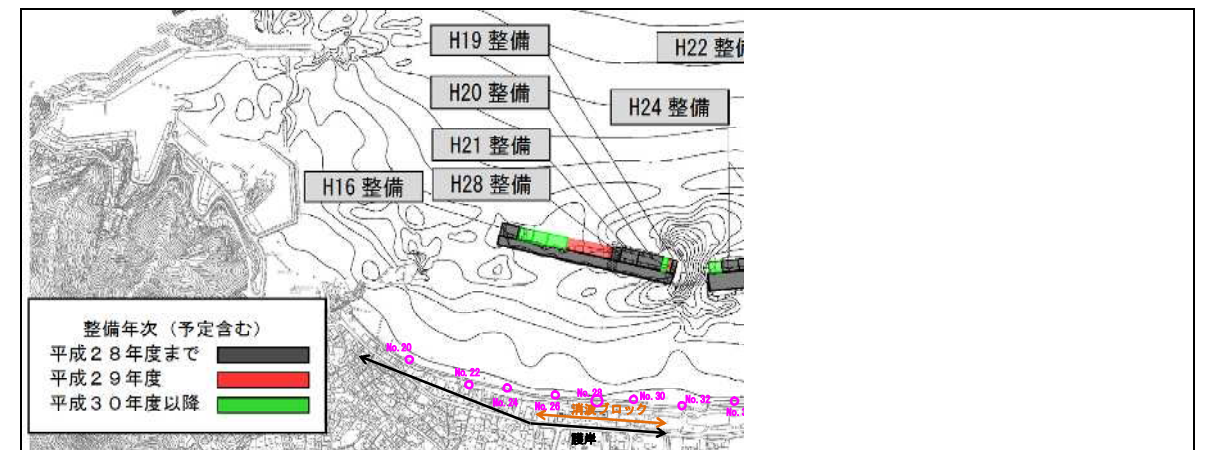 H19 整備
H22 整
H20 整備
H24 整備
H21 整備
H16 整備
H28 整備
整備年次（予定含む）
平成２８年度まで
平成２９年度
平成３０年度以降
No.20
No.22
No.24
No.26
No.28
No.30
No.32
消波ブロック
護岸